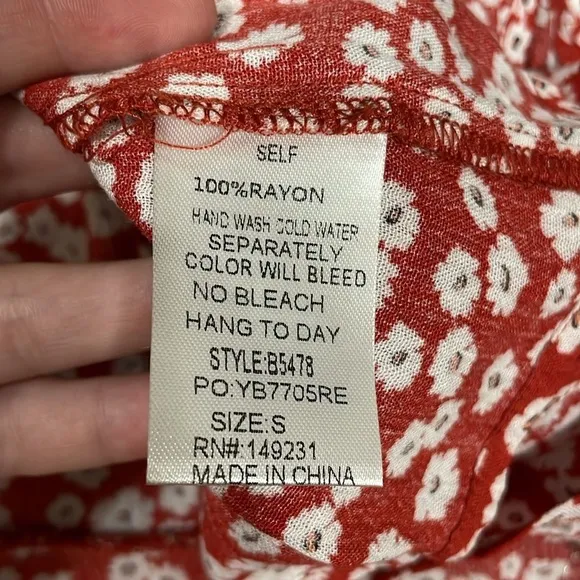 SELF
100%RAYON
HAND WASH COLD WATER
SEPARATELY
COLOR WILL BLEED
NO BLEACH
HANG TO DAY
STYLE:B5478
PO:YB7705RE
SIZE:S
RN#:149231
MADE IN CHINA